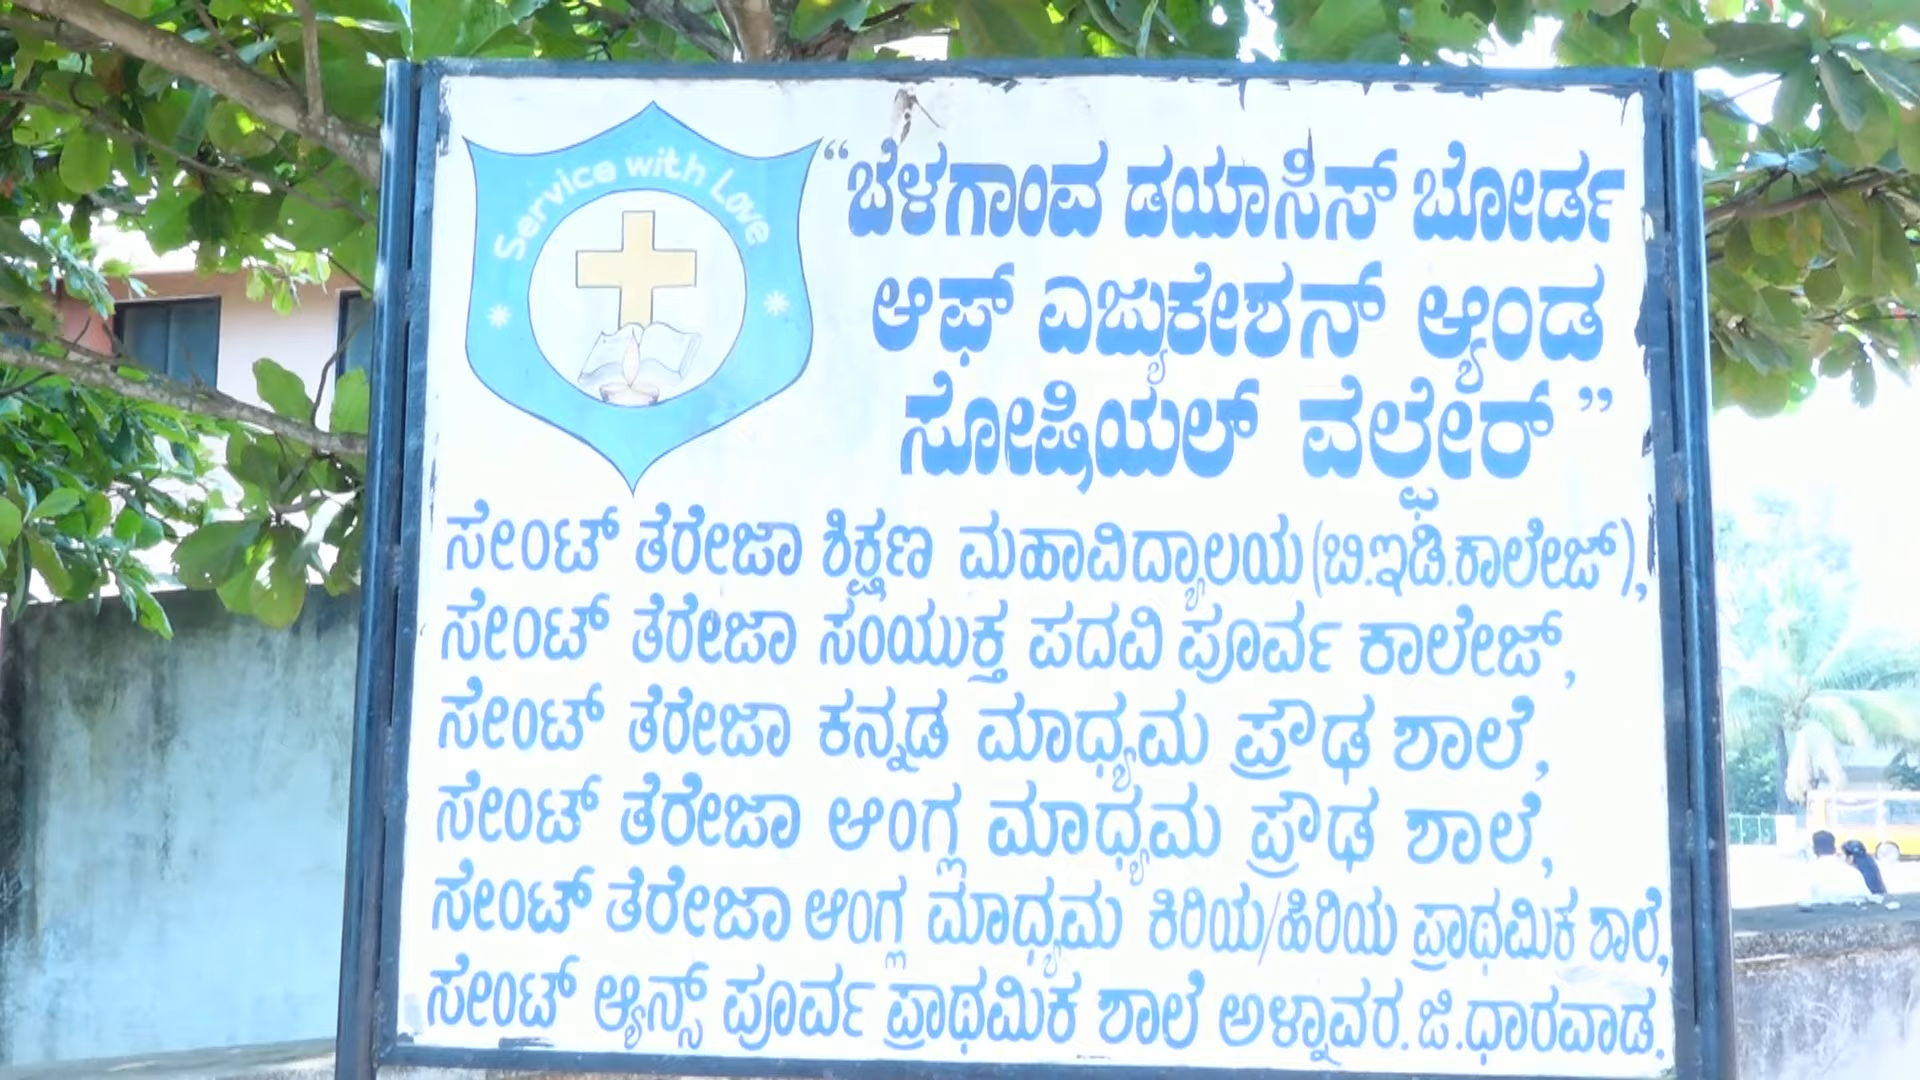 Service with Love
“ಬೆಳಗಾಂವ ಡಯಾಸಿಸ್ ಬೋರ್ಡ
ಆಫ್ ಎಜ್ಯುಕೇಶನ್ ಆ್ಯಂಡ
ಸೋಷಿಯಲ್ ವೆಲ್ಫೇರ್”
ಸೇಂಟ್ ತೆರೇಜಾ ಶಿಕ್ಷಣ ಮಹಾವಿದ್ಯಾಲಯ (ಬಿ.ಇಡಿ.ಕಾಲೇಜ್),
ಸೇಂಟ್ ತೆರೇಜಾ ಸಂಯುಕ್ತ ಪದವಿ ಪೂರ್ವ ಕಾಲೇಜ್,
ಸೇಂಟ್ ತೆರೇಜಾ ಕನ್ನಡ ಮಾಧ್ಯಮ ಪ್ರೌಢ ಶಾಲೆ,
ಸೇಂಟ್ ತೆರೇಜಾ ಆಂಗ್ಲ ಮಾಧ್ಯಮ ಪ್ರೌಢ ಶಾಲೆ,
ಸೇಂಟ್ ತೆರೇಜಾ ಆಂಗ್ಲ ಮಾಧ್ಯಮ ಕಿರಿಯ/ಹಿರಿಯ ಪ್ರಾಥಮಿಕ ಶಾಲೆ,
ಸೇಂಟ್ ಆ್ಯನ್ಸ್ ಪೂರ್ವ ಪ್ರಾಥಮಿಕ ಶಾಲೆ ಅಳ್ನಾವರ. ಜಿ.ಧಾರವಾಡ.